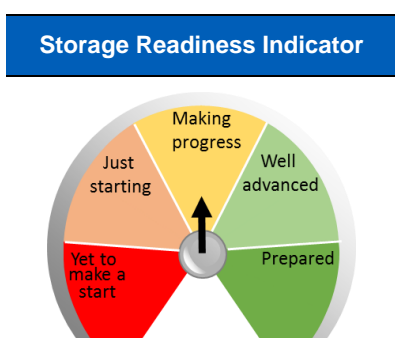 Storage Readiness Indicator
Making
progress
Just
starting
Well
advanced
Yet to
make a
start
Prepared